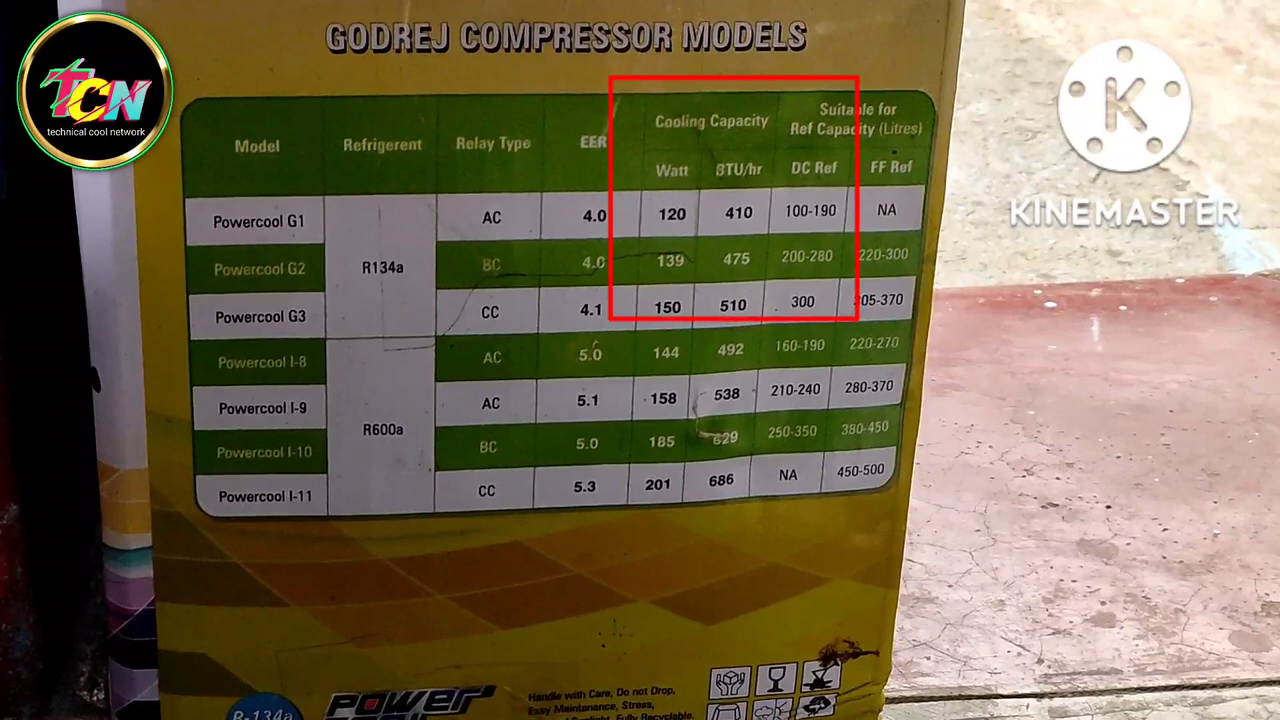 GODREJ COMPRESSOR MODELS
TCN
technical cool network
K
KINEMASTER
Model Refrigerent Relay Type EER Cooling Capacity Suitable for Ref Capacity (Litres)
Watt BTU/hr DC Ref FF Ref
Powercool G1 R134a AC 4.0 120 410 100-190 NA
Powercool G2 BC 4.0 139 475 200-280 220-300
Powercool G3 CC 4.1 150 510 300 305-370
Powercool I-8 R600a AC 5.0 144 492 160-190 220-270
Powercool I-9 AC 5.1 158 538 210-240 280-370
Powercool I-10 BC 5.0 185 629 250-350 380-450
Powercool I-11 CC 5.3 201 686 NA 450-500
R-134a
POWER
Handle with Care, Do not Drop,
Easy Maintenance, Stress,
Fully Recyclable.